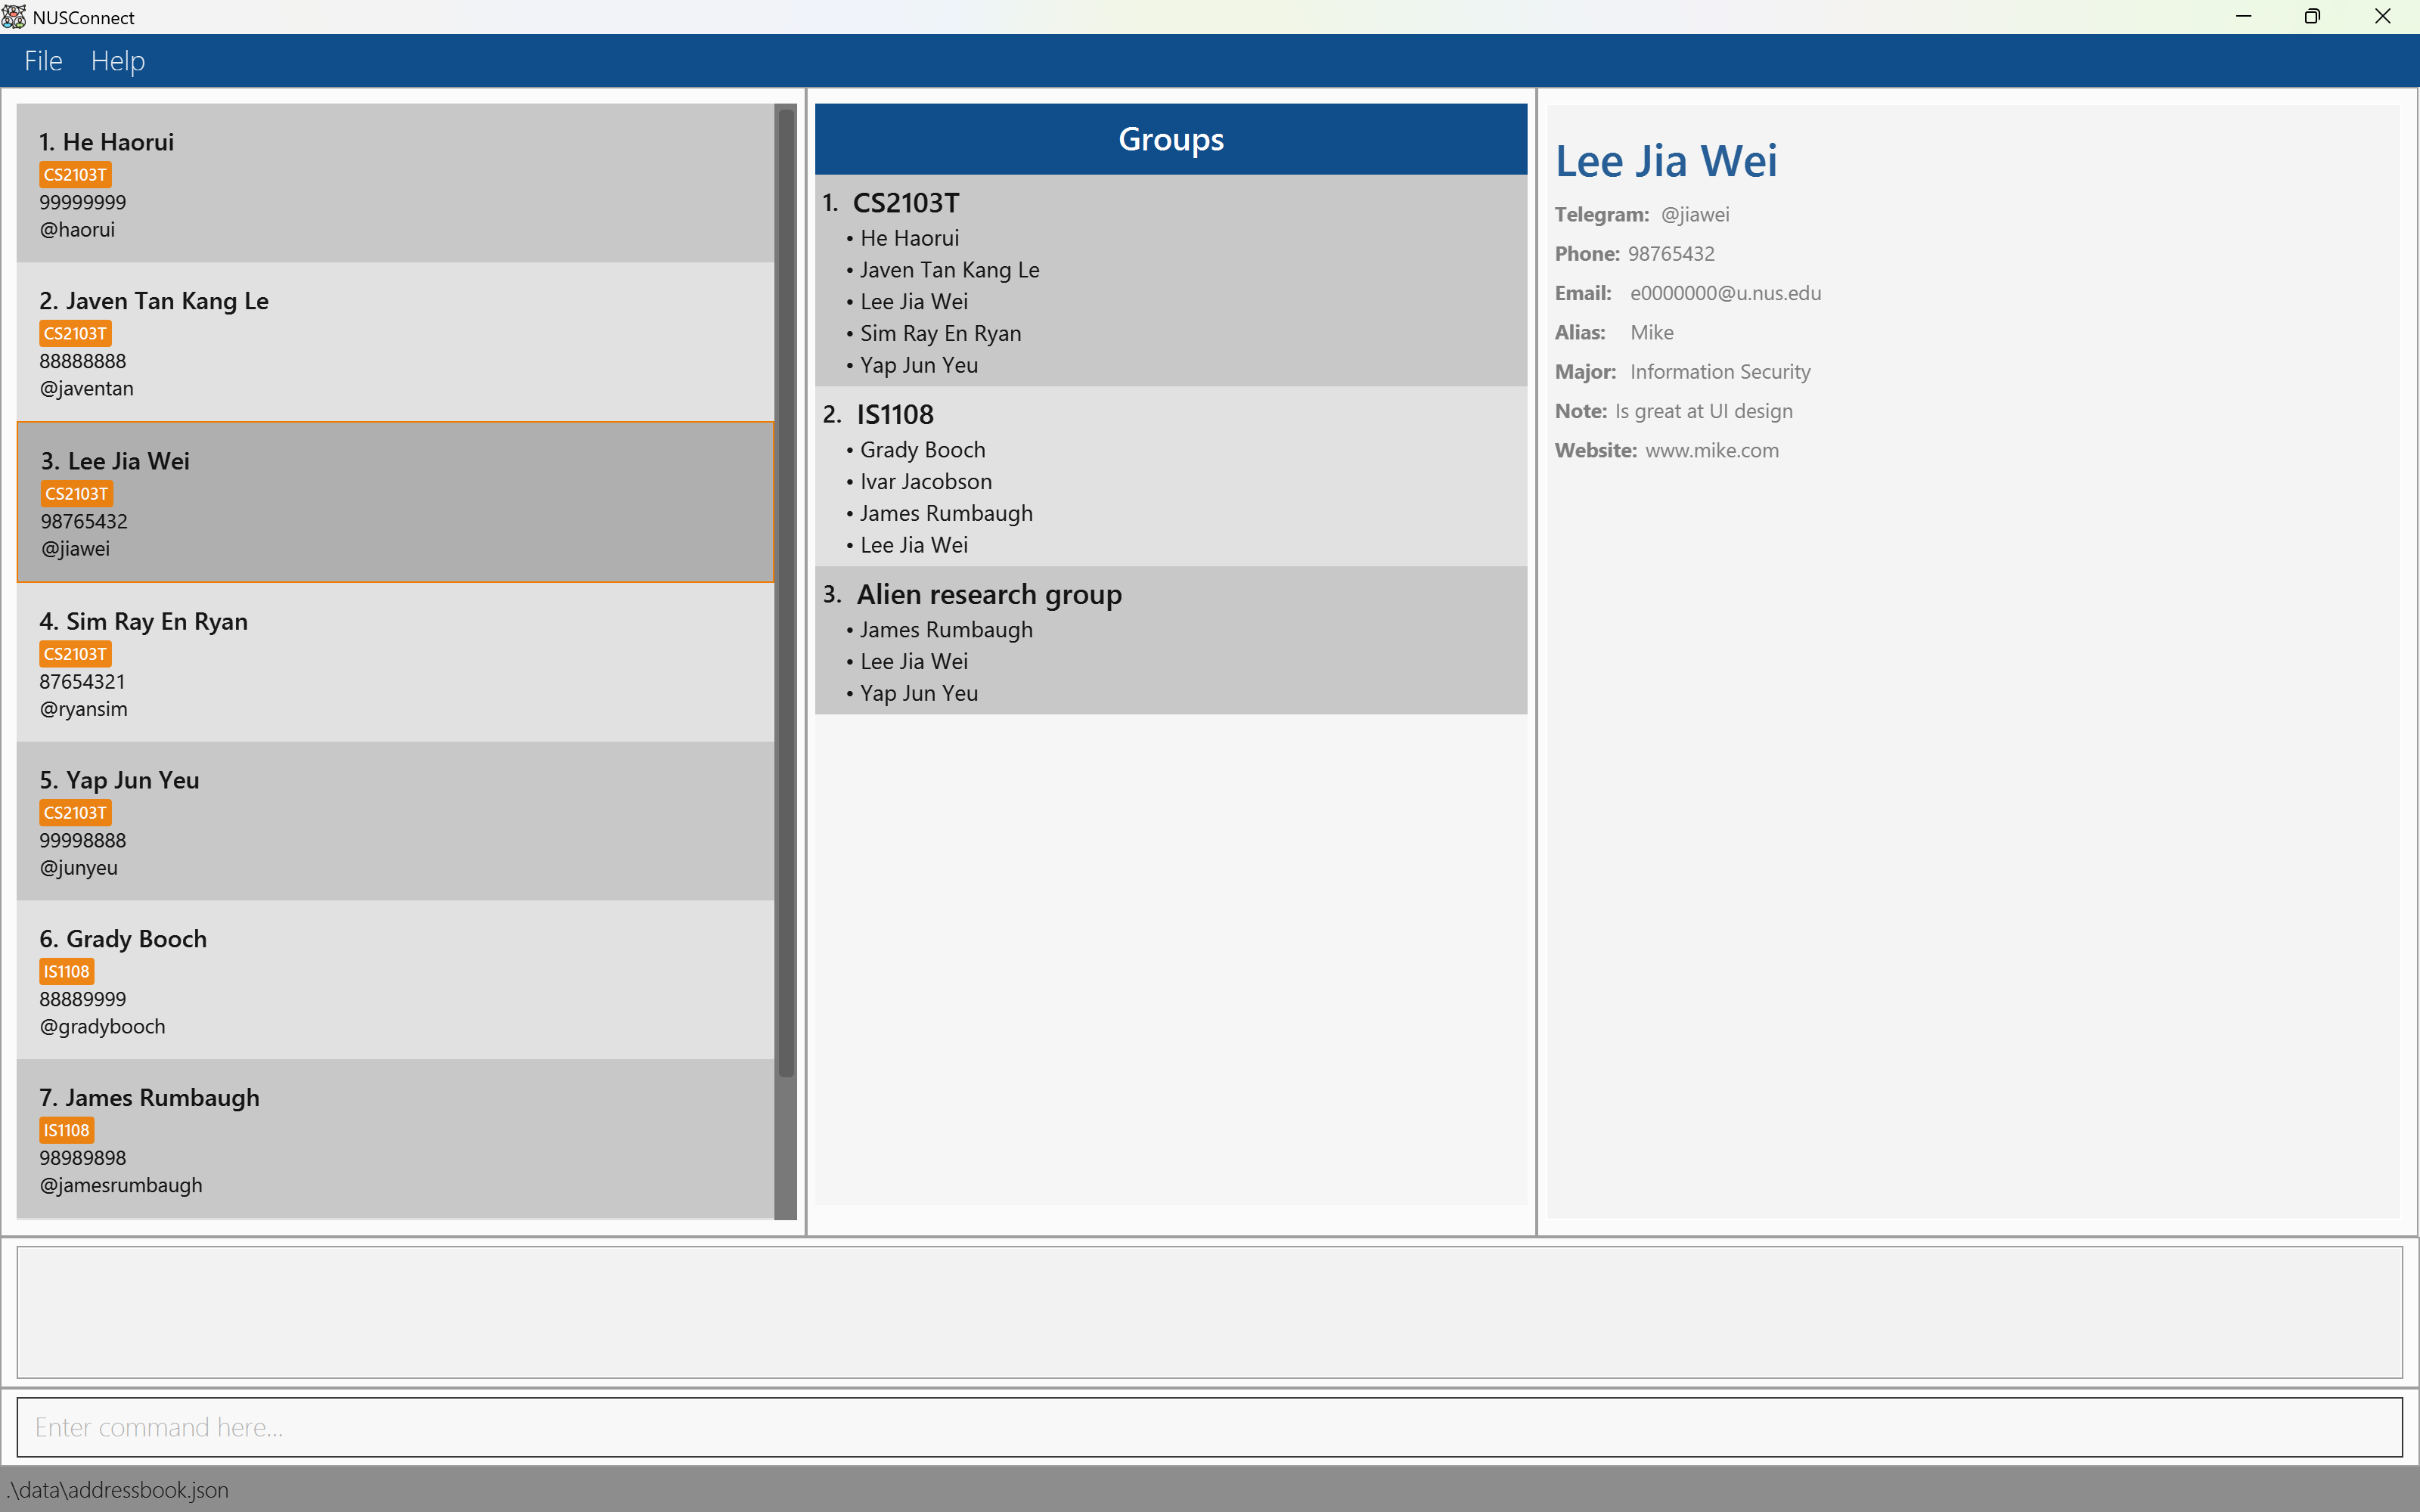 NUSConnect
File Help
1. He Haorui
CS2103T
99999999
@haorui
2. Javen Tan Kang Le
CS2103T
88888888
@javentan
3. Lee Jia Wei
CS2103T
98765432
@jiawei
4. Sim Ray En Ryan
CS2103T
87654321
@ryansim
5. Yap Jun Yeu
CS2103T
99998888
@junyeu
6. Grady Booch
IS1108
88889999
@gradybooch
7. James Rumbaugh
IS1108
98989898
@jamesrumbaugh
Groups
1. CS2103T
• He Haorui
• Javen Tan Kang Le
• Lee Jia Wei
• Sim Ray En Ryan
• Yap Jun Yeu
2. IS1108
• Grady Booch
• Ivar Jacobson
• James Rumbaugh
• Lee Jia Wei
3. Alien research group
• James Rumbaugh
• Lee Jia Wei
• Yap Jun Yeu
Lee Jia Wei
Telegram: @jiawei
Phone: 98765432
Email: e0000000@u.nus.edu
Alias: Mike
Major: Information Security
Note: Is great at UI design
Website: www.mike.com
Enter command here...
.\data\addressbook.json